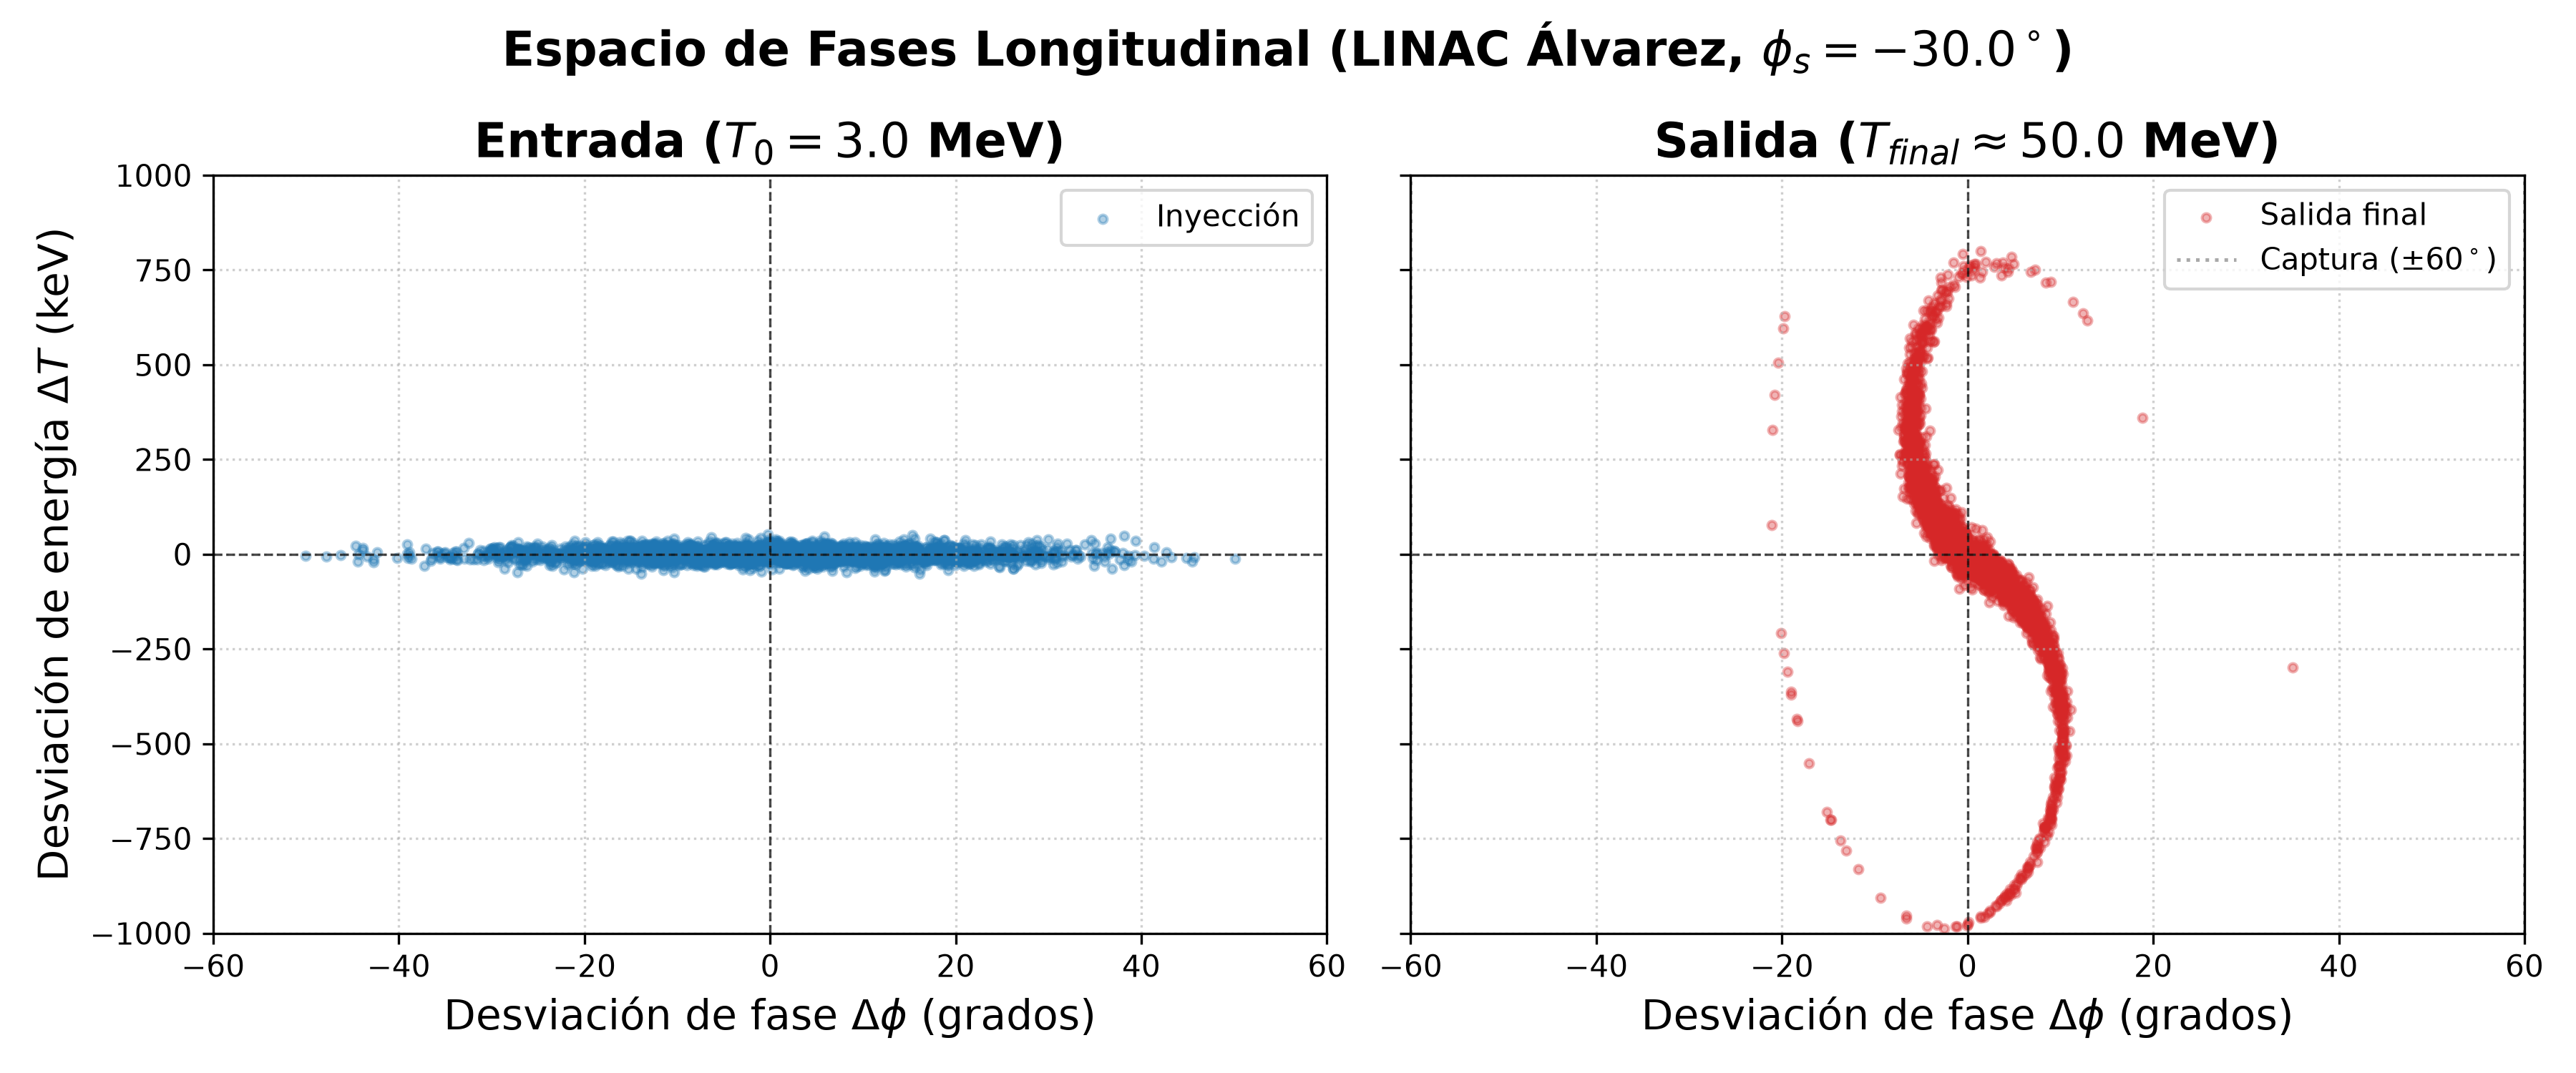 Espacio de Fases Longitudinal (LINAC Álvarez, ϕₛ = −30.0°)
Entrada (T₀ = 3.0 MeV)
Desviación de energía ΔT (keV)
1000
750
500
250
0
−250
−500
−750
−1000
Inyección
−60 −40 −20 0 20 40 60
Desviación de fase Δϕ (grados)
Salida (T_final ≈ 50.0 MeV)
Salida final
Captura (±60°)
−60 −40 −20 0 20 40 60
Desviación de fase Δϕ (grados)